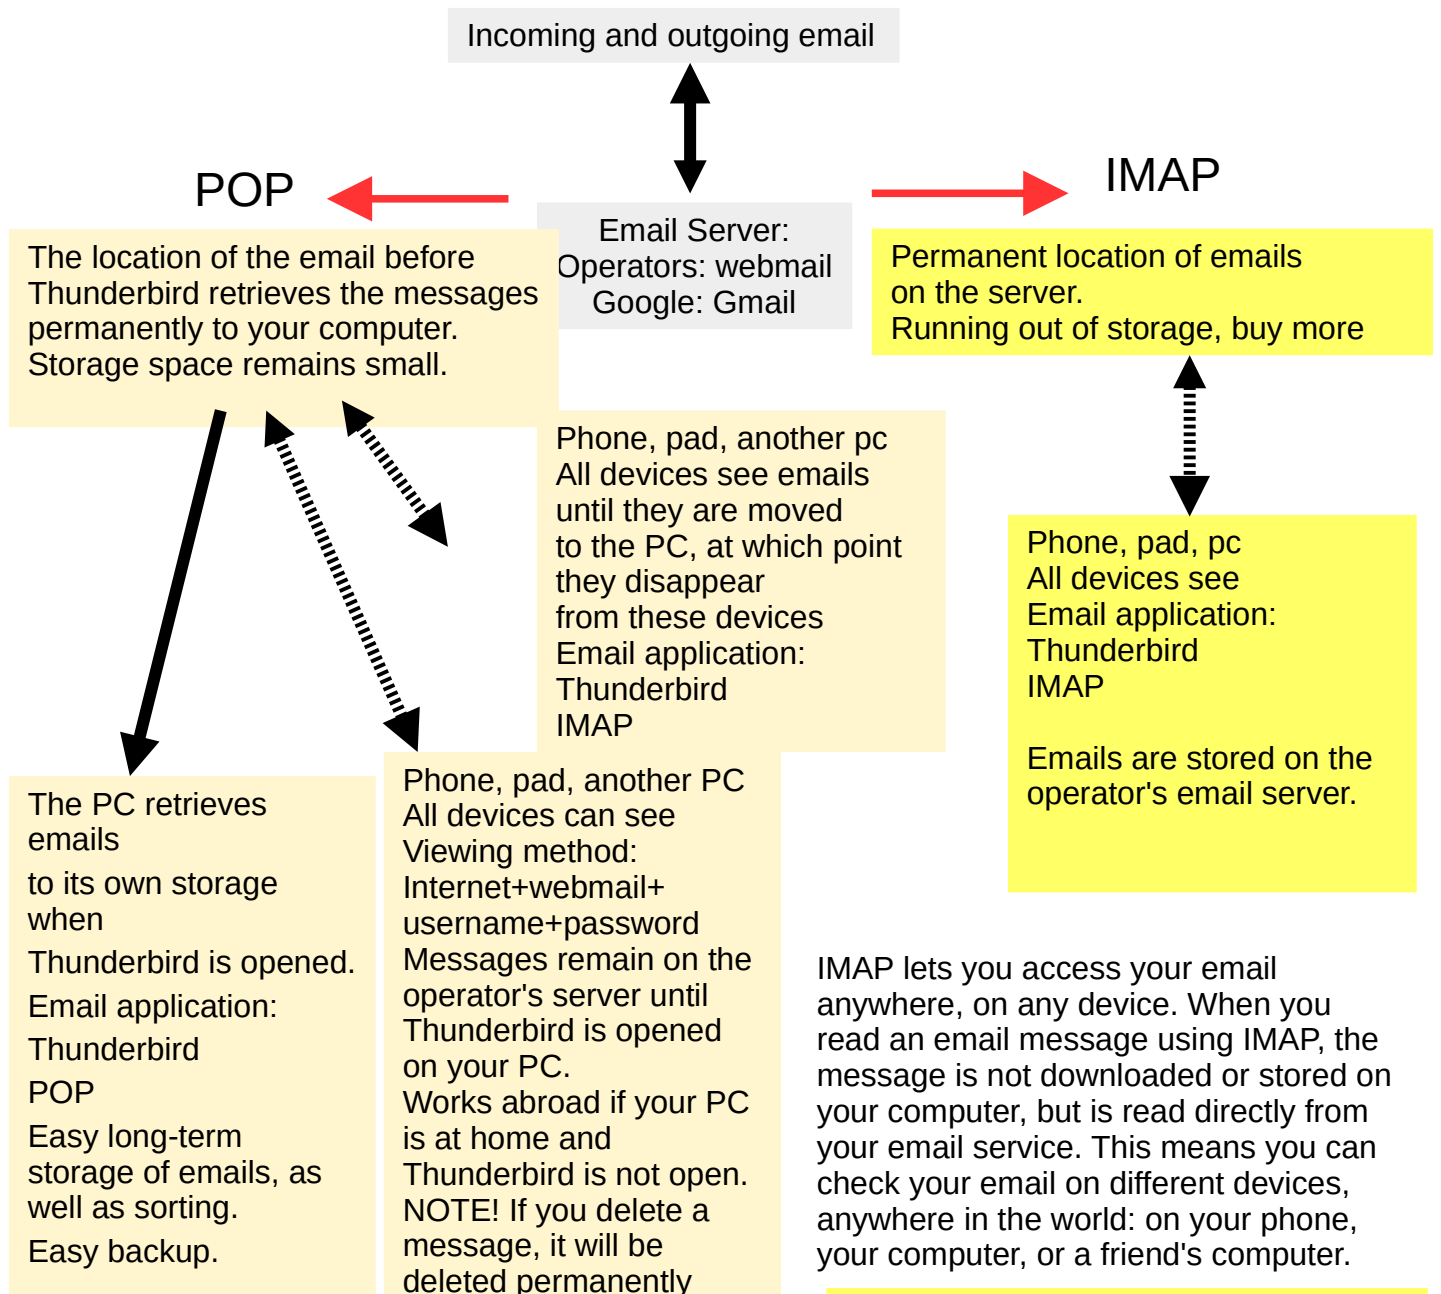 Incoming and outgoing email
POP
IMAP
Email Server:
Operators: webmail
Google: Gmail
The location of the email before
Thunderbird retrieves the messages
permanently to your computer.
Storage space remains small.
Permanent location of emails
on the server.
Running out of storage, buy more
Phone, pad, another pc
All devices see emails
until they are moved
to the PC, at which point
they disappear
from these devices
Email application:
Thunderbird
IMAP
Phone, pad, pc
All devices see
Email application:
Thunderbird
IMAP
Emails are stored on the
operator's email server.
The PC retrieves
emails
to its own storage
when
Thunderbird is opened.
Email application:
Thunderbird
POP
Easy long-term
storage of emails, as
well as sorting.
Easy backup.
Phone, pad, another PC
All devices can see
Viewing method:
Internet+webmail+
username+password
Messages remain on the
operator's server until
Thunderbird is opened
on your PC.
Works abroad if your PC
is at home and
Thunderbird is not open.
NOTE! If you delete a
message, it will be
deleted permanently
IMAP lets you access your email
anywhere, on any device. When you
read an email message using IMAP, the
message is not downloaded or stored on
your computer, but is read directly from
your email service. This means you can
check your email on different devices,
anywhere in the world: on your phone,
your computer, or a friend's computer.